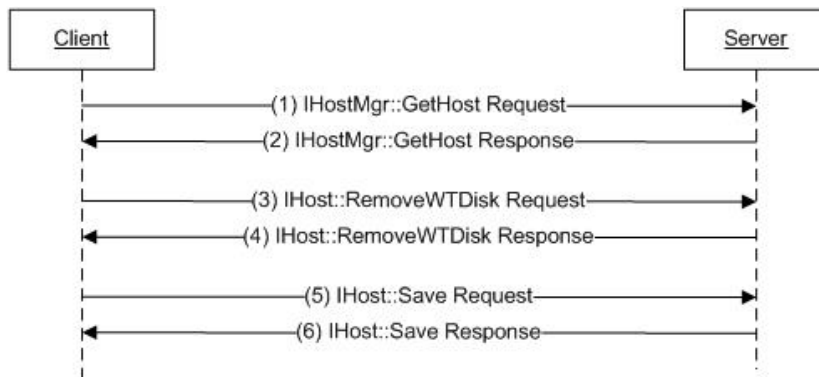 Client
Server
(1) IHostMgr::GetHost Request
(2) IHostMgr::GetHost Response
(3) IHost::RemoveWTDisk Request
(4) IHost::RemoveWTDisk Response
(5) IHost::Save Request
(6) IHost::Save Response